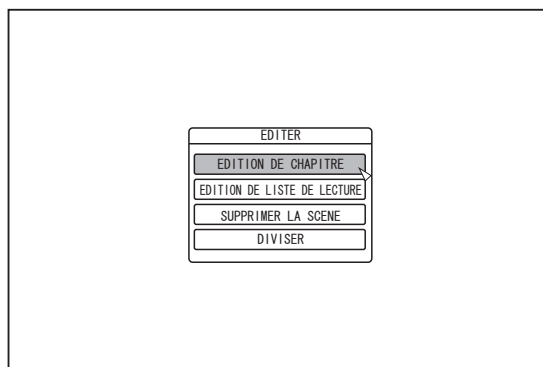 EDITER
EDITION DE CHAPITRE
EDITION DE LISTE DE LECTURE
SUPPRIMER LA SCENE
DIVISER